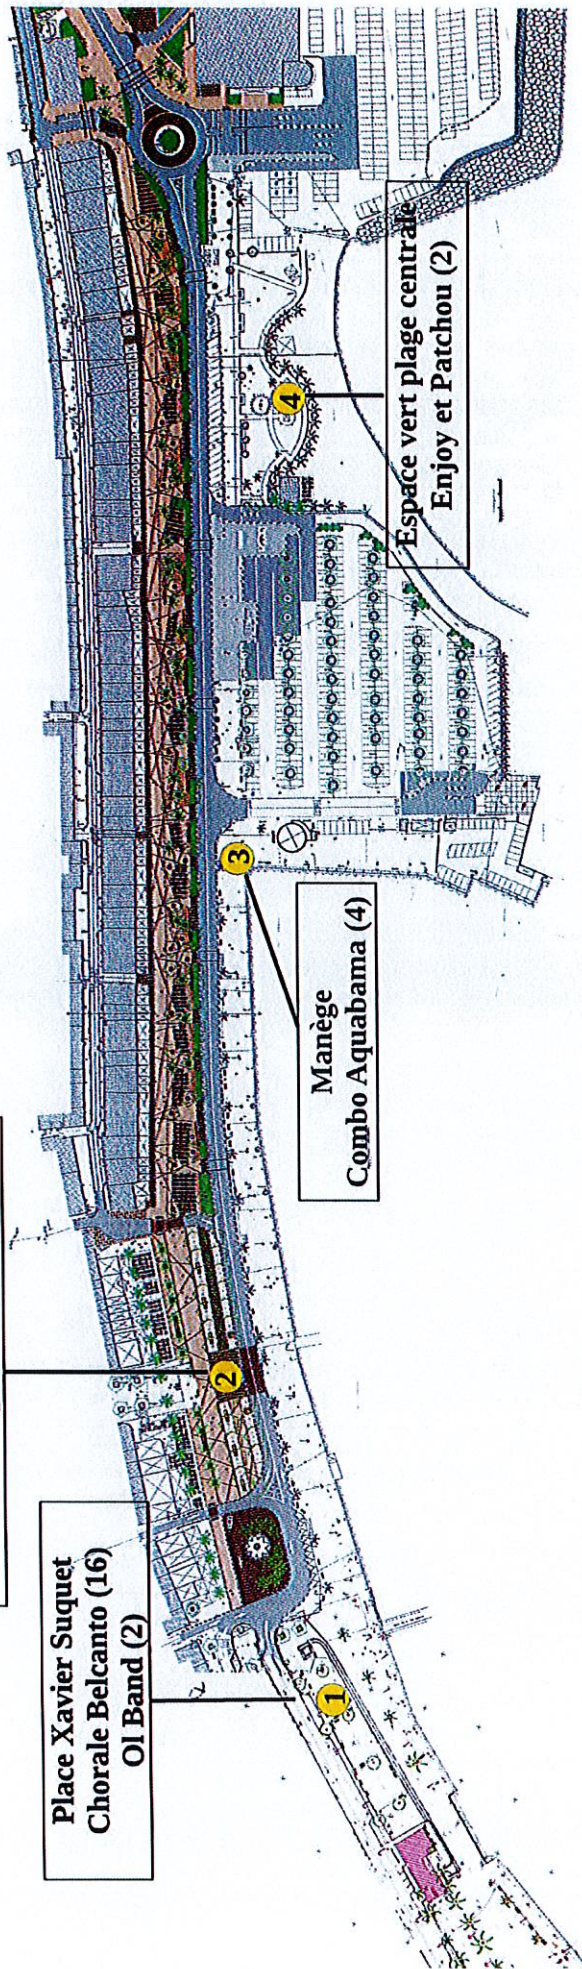 Place Xavier Suquet
Chorale Belcanto (16)
Ol Band (2)
1
2
Manège
Combo Aquabama (4)
3
Espace vert plage centrale
Enjoy et Patchou (2)
4